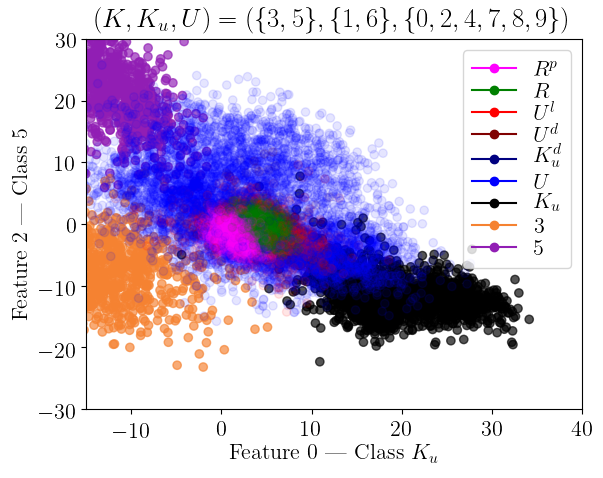 (K, K_u, U) = ({3, 5}, {1, 6}, {0, 2, 4, 7, 8, 9})
30
20
10
0
−10
−20
−30
Feature 2 — Class 5
R^p
R
U^l
U^d
K_u^d
U
K_u
3
5
−10
0
10
20
30
40
Feature 0 — Class K_u